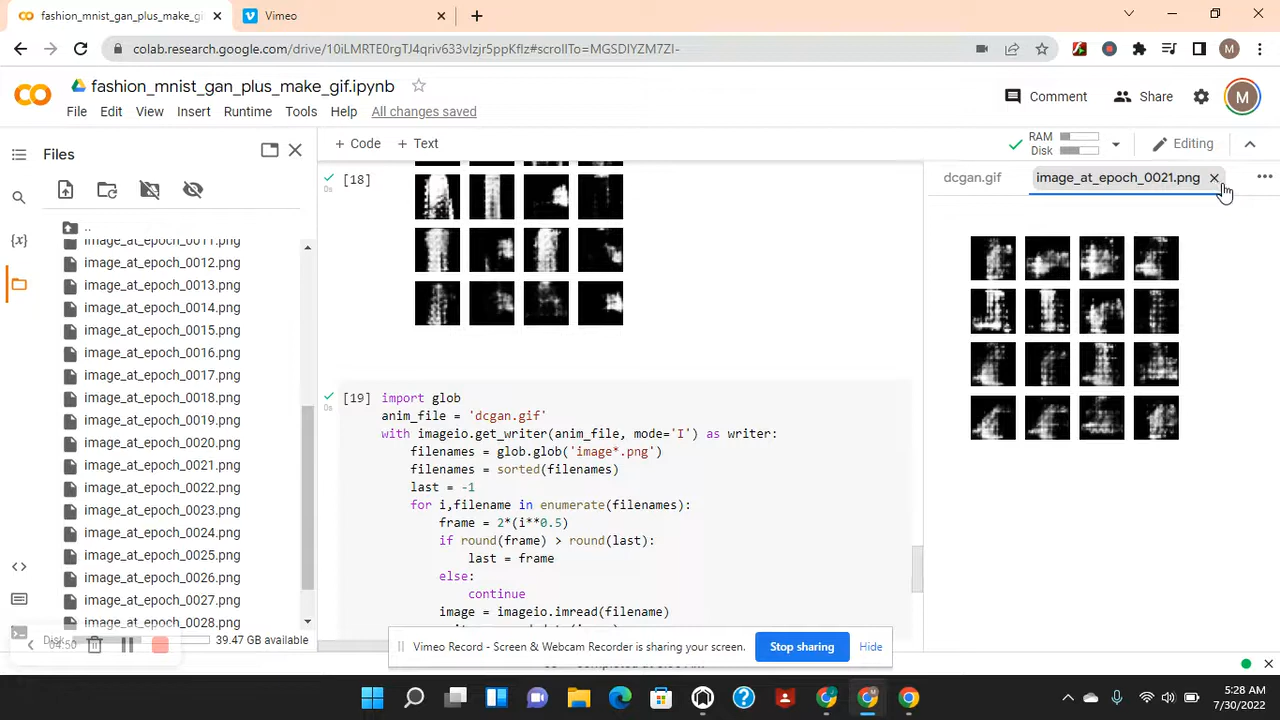 fashion_mnist_gan_plus_make_g
Vimeo
colab.research.google.com/drive/10iLMRTE0rgTJ4qriv633vIzjr5ppKfIz#scrollTo=MGSDIYZM7ZI-
M
fashion_mnist_gan_plus_make_gif.ipynb
Comment
Share
M
File Edit View Insert Runtime Tools Help All changes saved
Files
+ Code + Text
RAM
Disk
Editing
dcgan.gif
image_at_epoch_0021.png
..
image_at_epoch_0011.png
image_at_epoch_0012.png
image_at_epoch_0013.png
image_at_epoch_0014.png
image_at_epoch_0015.png
image_at_epoch_0016.png
image_at_epoch_0017.png
image_at_epoch_0018.png
image_at_epoch_0019.png
image_at_epoch_0020.png
image_at_epoch_0021.png
image_at_epoch_0022.png
image_at_epoch_0023.png
image_at_epoch_0024.png
image_at_epoch_0025.png
image_at_epoch_0026.png
image_at_epoch_0027.png
image_at_epoch_0028.png
Disk
39.47 GB available
04:50
{x}
[18]
0s
[19]
0s
import glob
anim_file = 'dcgan.gif'
with imageio.get_writer(anim_file, mode='I') as writer:
filenames = glob.glob('image*.png')
filenames = sorted(filenames)
last = -1
for i,filename in enumerate(filenames):
frame = 2*(i**0.5)
if round(frame) > round(last):
last = frame
else:
continue
image = imageio.imread(filename)
Vimeo Record - Screen & Webcam Recorder is sharing your screen.
Stop sharing
Hide
5:28 AM
7/30/2022